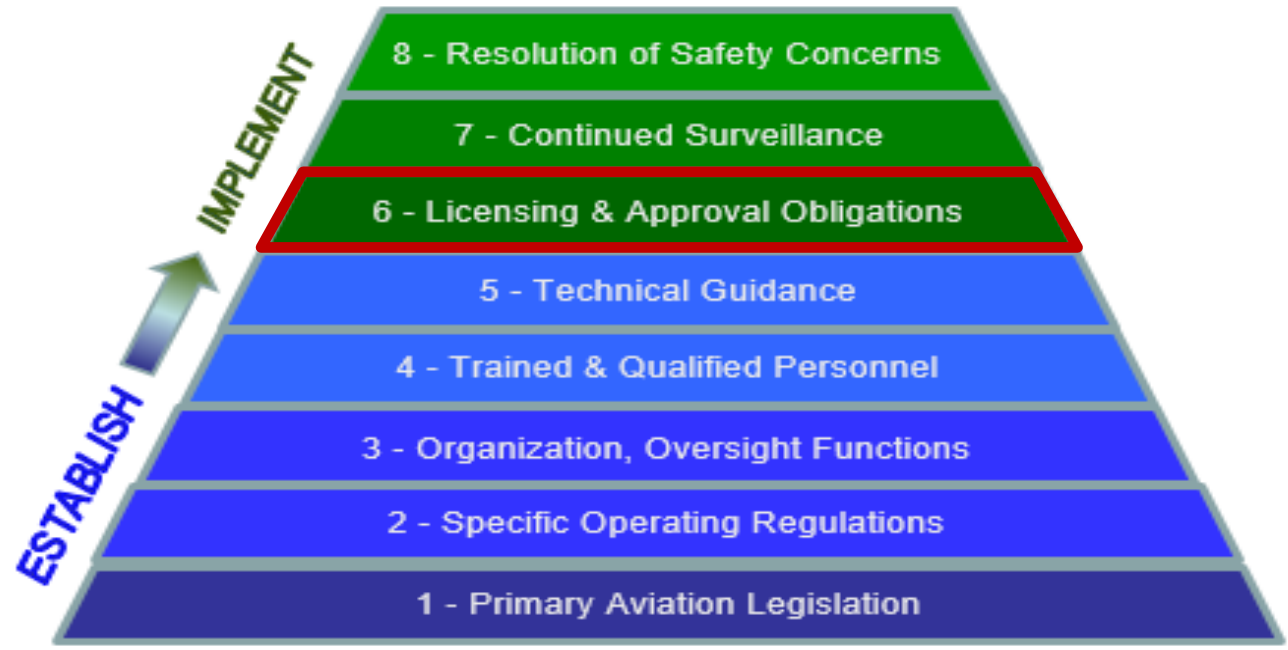 8 - Resolution of Safety Concerns
7 - Continued Surveillance
6 - Licensing & Approval Obligations
5 - Technical Guidance
4 - Trained & Qualified Personnel
3 - Organization, Oversight Functions
2 - Specific Operating Regulations
1 - Primary Aviation Legislation
IMPLEMENT
ESTABLISH